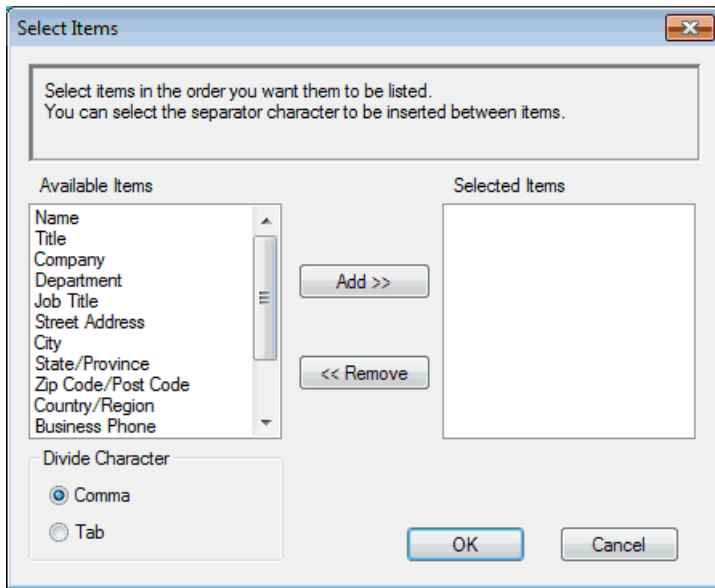 Select Items
Select items in the order you want them to be listed.
You can select the separator character to be inserted between items.
Available Items
Selected Items
Name
Title
Company
Department
Job Title
Street Address
City
State/Province
Zip Code/Post Code
Country/Region
Business Phone
Add >>
<< Remove
Divide Character
Comma
Tab
OK
Cancel